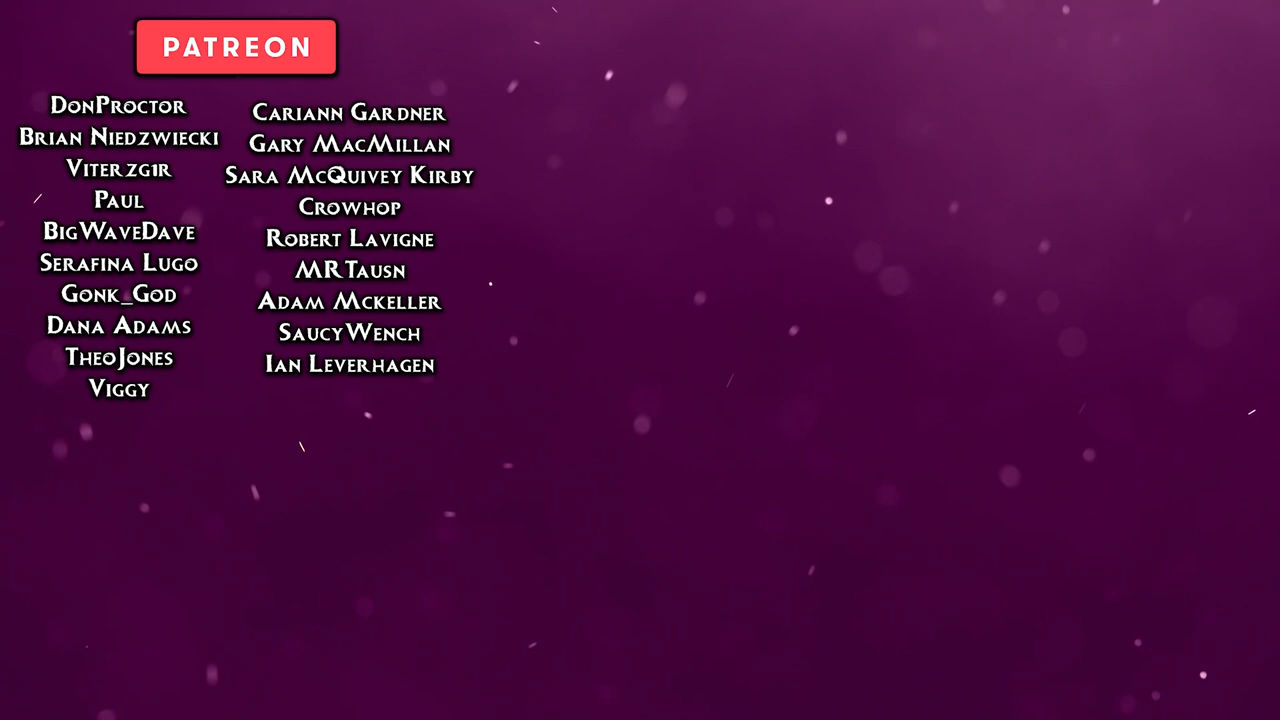 PATREON
DonProctor
Brian Niedzwiecki
Viterzg1r
Paul
BigWaveDave
Serafina Lugo
Gonk_God
Dana Adams
TheoJones
Viggy
Cariann Gardner
Gary MacMillan
Sara McQuivey Kirby
Crowhop
Robert Lavigne
MRTausn
Adam Mckeller
SaucyWench
Ian Leverhagen